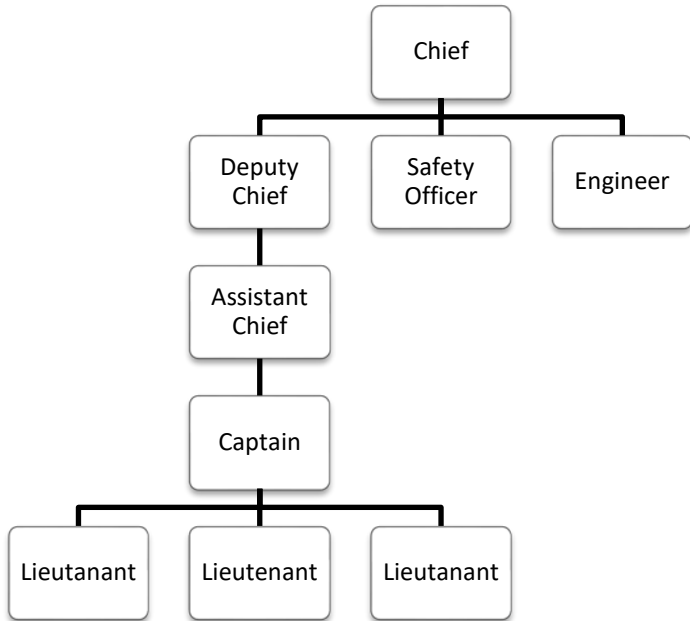 Chief
Deputy
Chief
Safety
Officer
Engineer
Assistant
Chief
Captain
Lieutanant
Lieutenant
Lieutanant